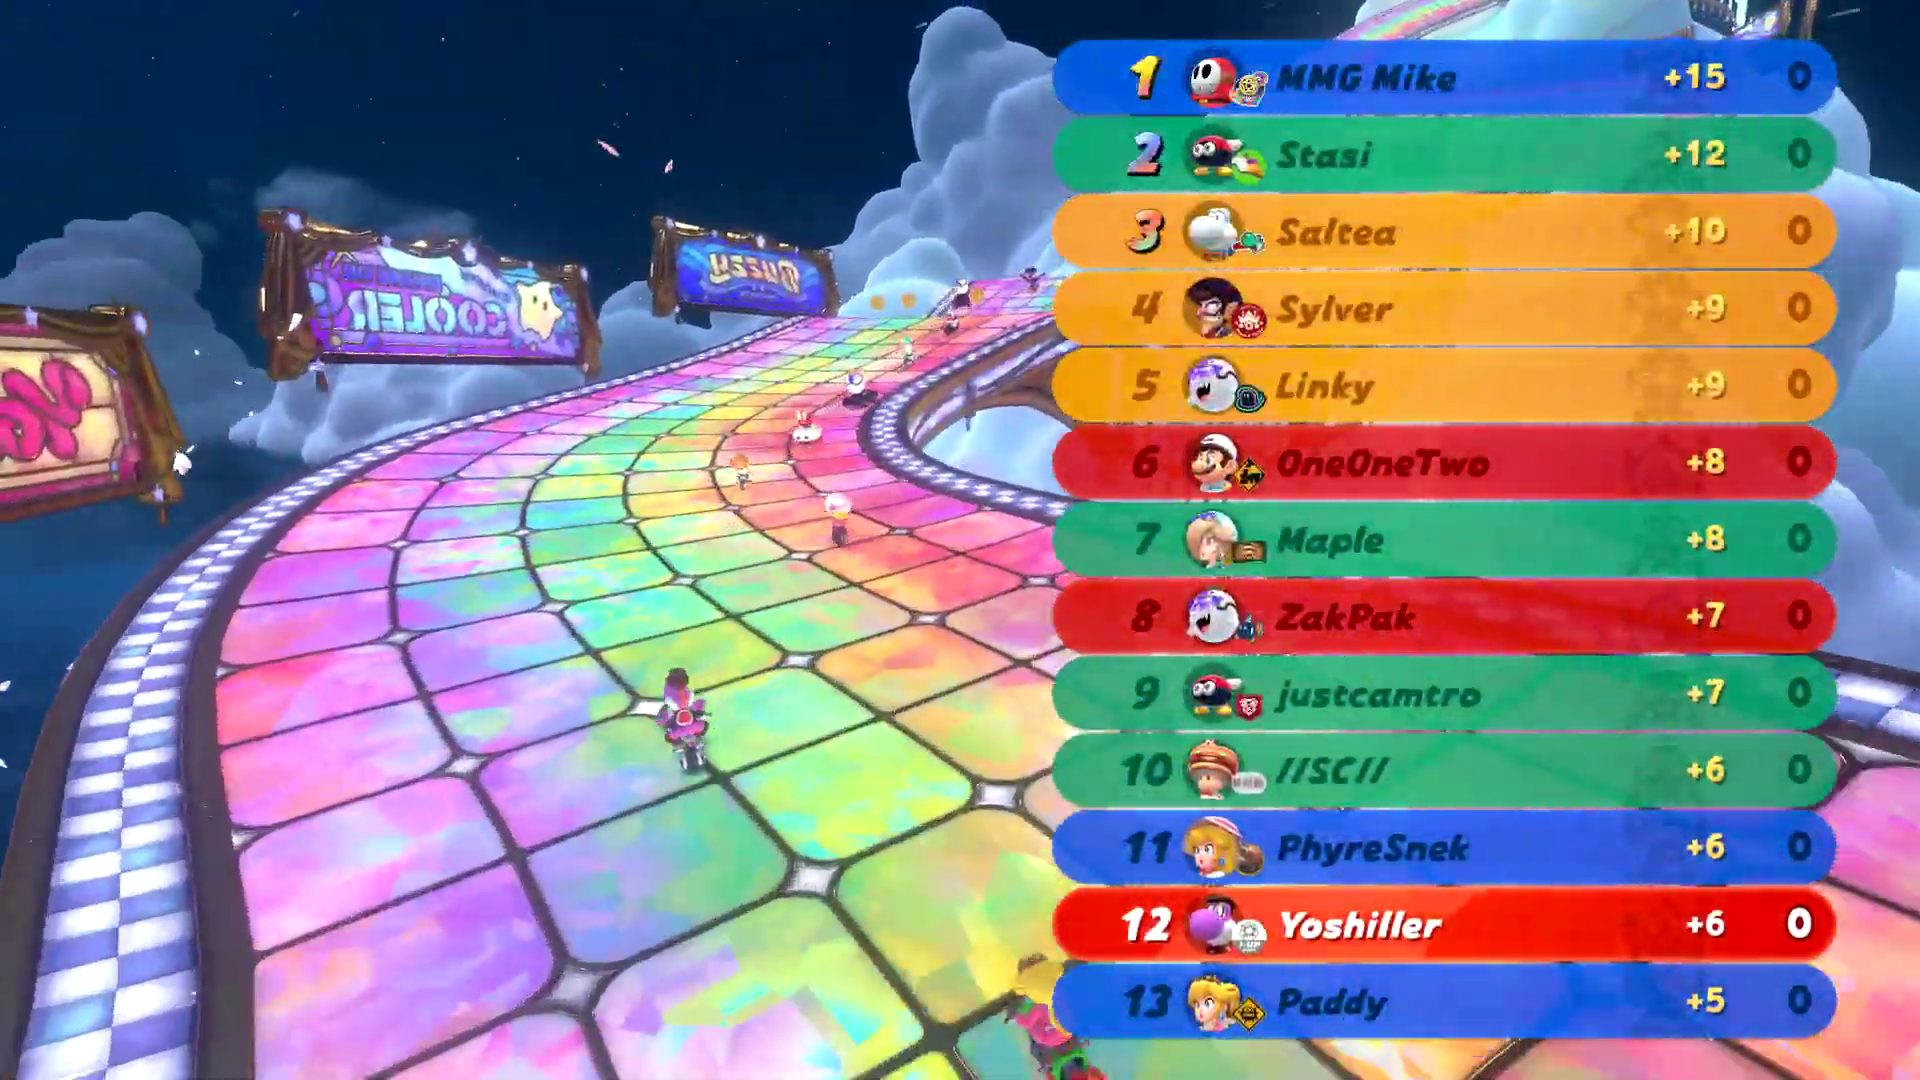 1 MMG Mike +15 0
2 Stasi +12 0
3 Saltea +10 0
4 Sylver +9 0
5 Linky +9 0
6 OneOneTwo +8 0
7 Maple +8 0
8 ZakPak +7 0
9 justcamtro +7 0
10 //SC// +6 0
11 PhyreSnek +6 0
12 Yoshiller +6 0
13 Paddy +5 0
COOLER